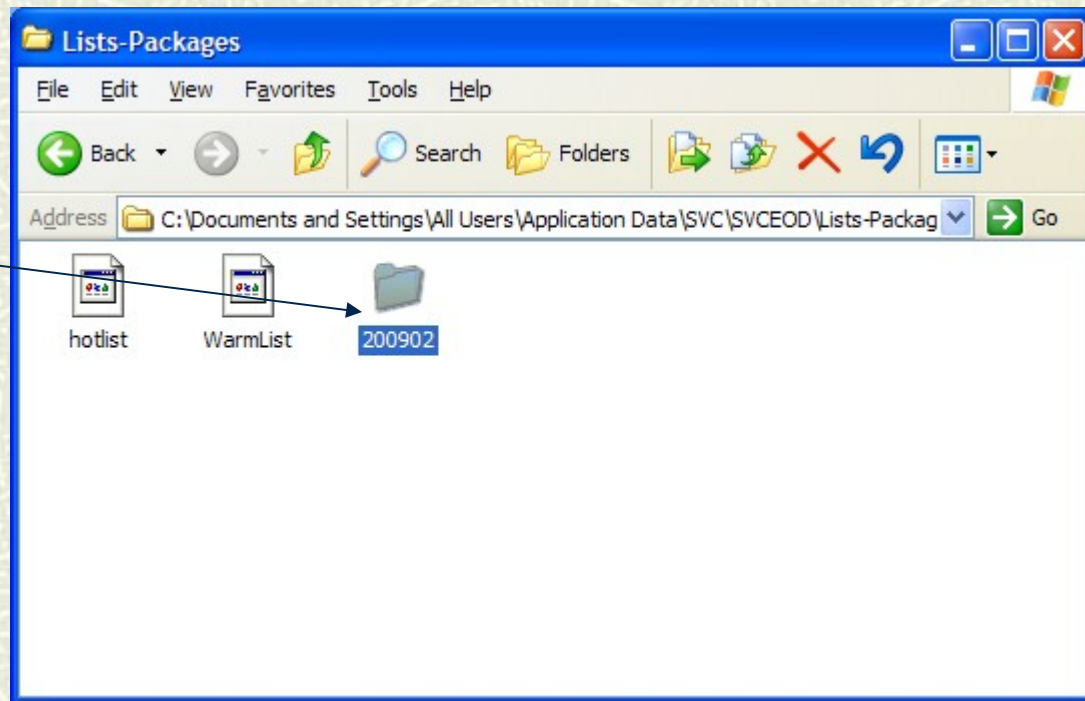 Lists-Packages
File Edit View Favorites Tools Help
Back Search Folders
Address C:\Documents and Settings\All Users\Application Data\SVC\SVCEOD\Lists-Packag Go
hotlist WarmList 200902